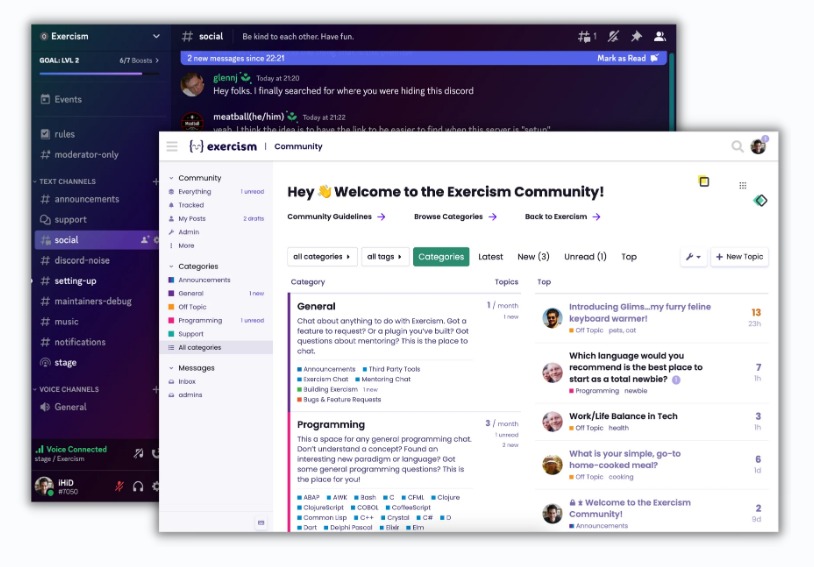 Exercism
GOAL: LVL 2
6/7 Boosts >
Events
rules
moderator-only
TEXT CHANNELS
announcements
support
social
discord-noise
setting-up
maintainers-debug
music
notifications
stage
VOICE CHANNELS
General
Voice Connected
stage / Exercism
iHiD
#7650
social
Be kind to each other. Have fun.
1
2 new messages since 22:21
Mark as Read
glennj Today at 21:20
Hey folks. I finally searched for where you were hiding this discord
meatball(he/him) Today at 21:22
yeah, I think the idea is to have the link to be easier to find when this server is "setup"
exercism | Community
Community
Everything 1 unread
Tracked
My Posts 2 drafts
Admin
More
Categories
Announcements
General 1 new
Off Topic
Programming 1 unread
Support
All categories
Messages
Inbox
admins
Hey 👋 Welcome to the Exercism Community!
Community Guidelines →
Browse Categories →
Back to Exercism →
all categories
all tags
Categories
Latest
New (3)
Unread (1)
Top
+ New Topic
Category
Topics
General
1 / month
1 new
Chat about anything to do with Exercism. Got a
feature to request? Or a plugin you've built? Got
questions about mentoring? This is the place to
chat.
Announcements Third Party Tools
Exercism Chat Mentoring Chat
Building Exercism 1 new
Bugs & Feature Requests
Programming
3 / month
1 unread
2 new
This a space for any general programming chat.
Don't understand a concept? Found an
interesting new paradigm or language? Got
some general programming questions? This is
the place for you!
ABAP AWK Bash C CFML Clojure
ClojureScript COBOL CoffeeScript
Common Lisp C++ Crystal C# D
Dart Delphi Pascal Elixir Elm
Top
Introducing Glims...my furry feline
keyboard warmer!
Off Topic pets, cat
13
23h
Which language would you
recommend is the best place to
start as a total newbie? 1
Programming newbie
7
1h
Work/Life Balance in Tech
Off Topic health
3
1h
What is your simple, go-to
home-cooked meal?
Off Topic cooking
6
1d
Welcome to the Exercism
Community!
Announcements
2
9d